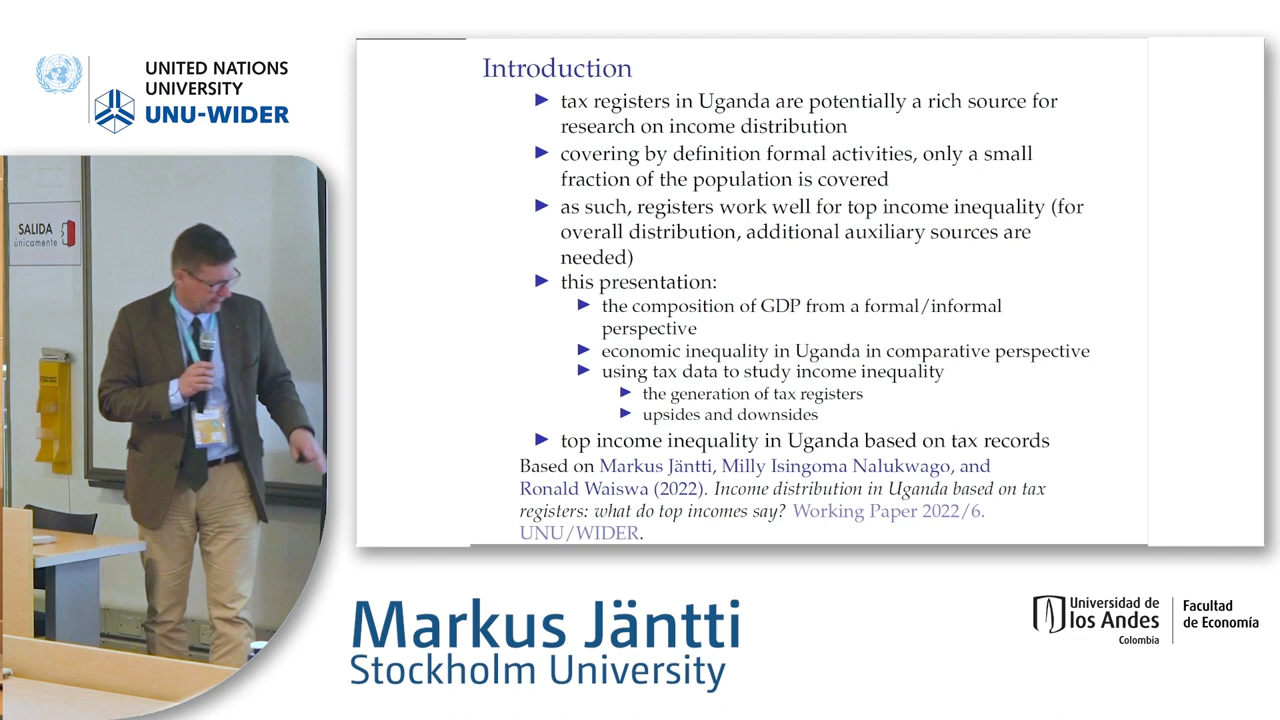 UNITED NATIONS
UNIVERSITY
UNU-WIDER
SALIDA
únicamente
Introduction
tax registers in Uganda are potentially a rich source for
research on income distribution
covering by definition formal activities, only a small
fraction of the population is covered
as such, registers work well for top income inequality (for
overall distribution, additional auxiliary sources are
needed)
this presentation:
the composition of GDP from a formal/informal
perspective
economic inequality in Uganda in comparative perspective
using tax data to study income inequality
the generation of tax registers
upsides and downsides
top income inequality in Uganda based on tax records
Based on Markus Jäntti, Milly Isingoma Nalukwago, and
Ronald Waiswa (2022). Income distribution in Uganda based on tax
registers: what do top incomes say? Working Paper 2022/6.
UNU/WIDER.
Markus Jäntti
Stockholm University
Universidad de
los Andes
Colombia
Facultad
de Economía